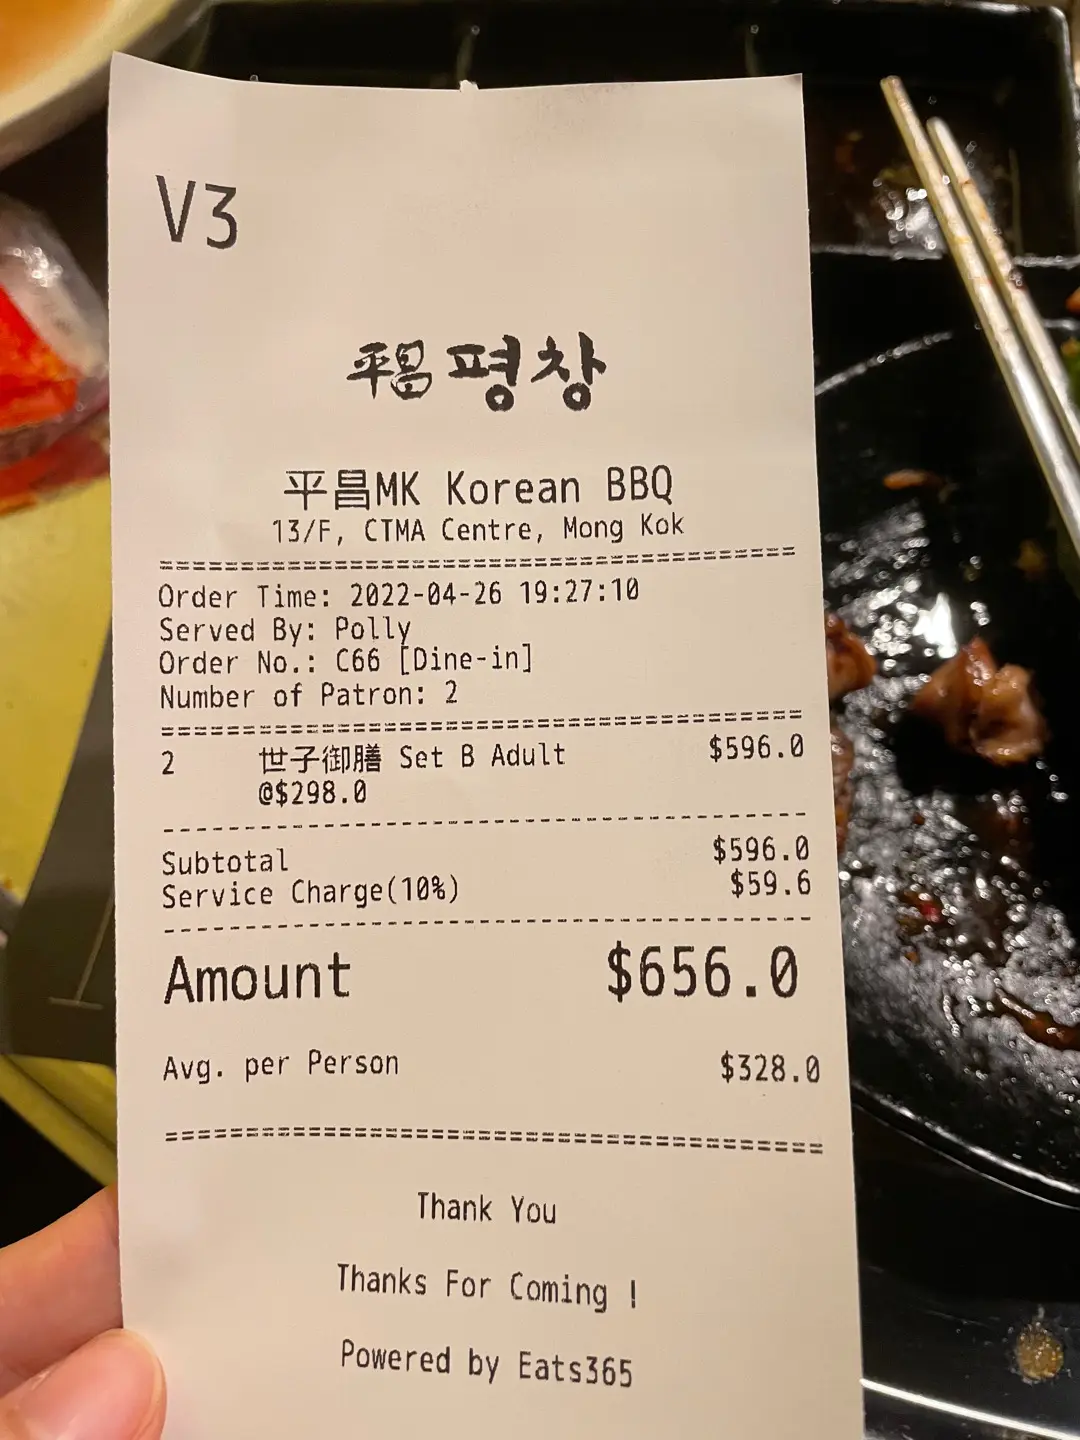 V3
平昌 평창
平昌MK Korean BBQ
13/F, CTMA Centre, Mong Kok
Order Time: 2022-04-26 19:27:10
Served By: Polly
Order No.: C66 [Dine-in]
Number of Patron: 2
2 世子御膳 Set B Adult $596.0
@$298.0
Subtotal $596.0
Service Charge(10%) $59.6
Amount $656.0
Avg. per Person $328.0
Thank You
Thanks For Coming !
Powered by Eats365